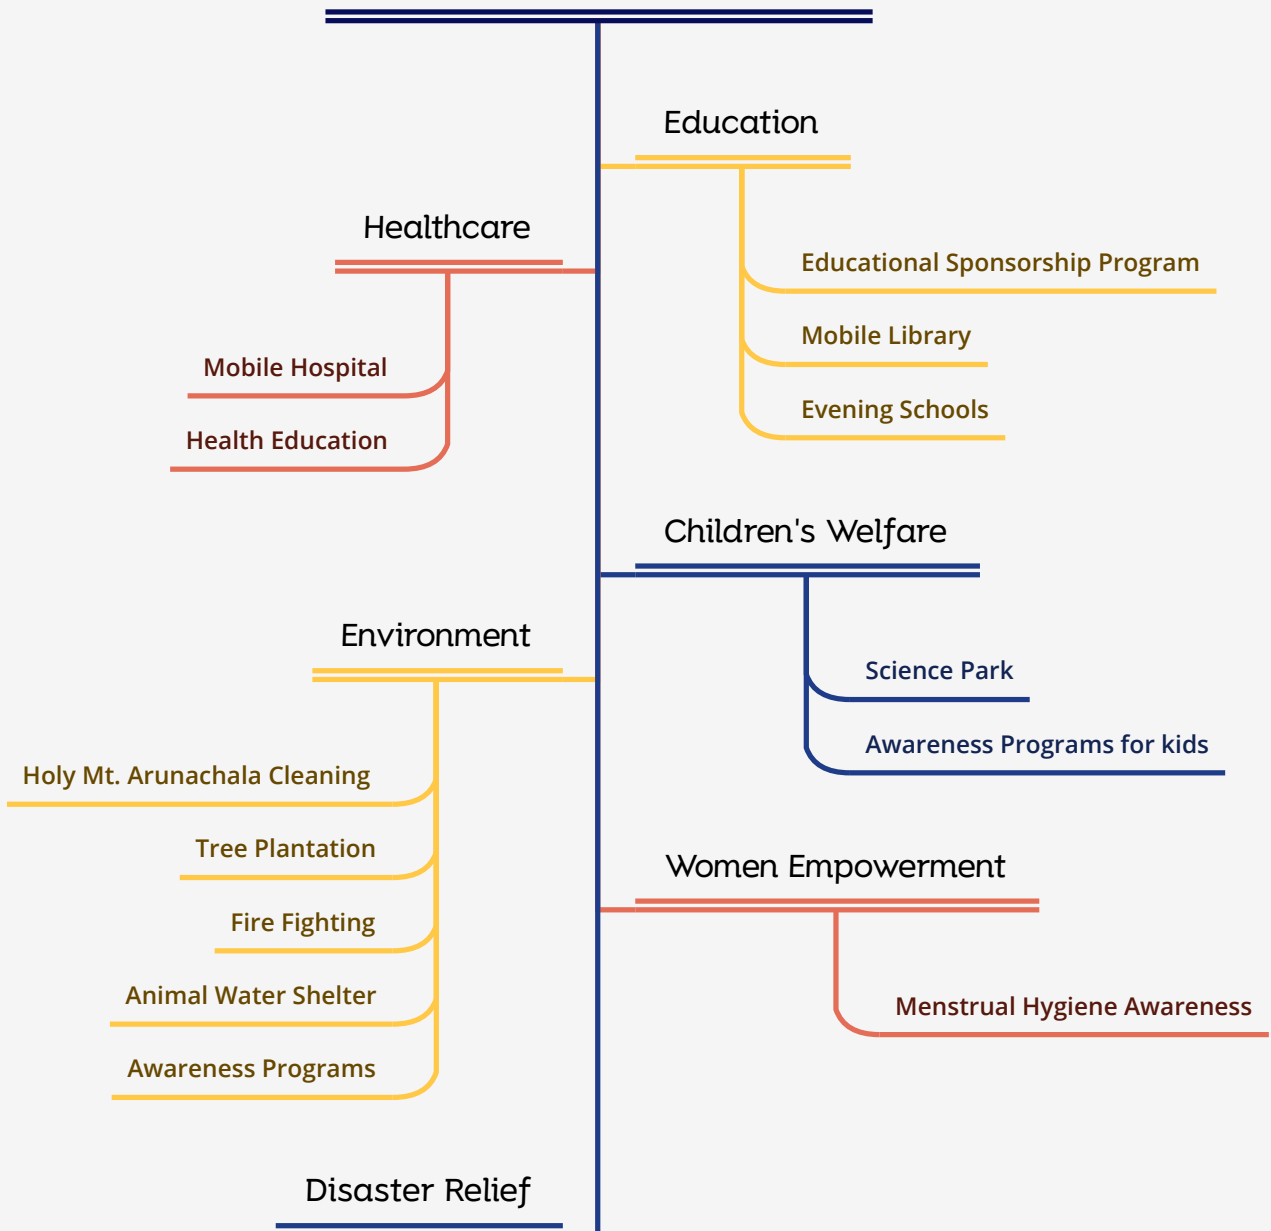 Education
Educational Sponsorship Program
Mobile Library
Evening Schools
Healthcare
Mobile Hospital
Health Education
Children's Welfare
Science Park
Awareness Programs for kids
Environment
Holy Mt. Arunachala Cleaning
Tree Plantation
Fire Fighting
Animal Water Shelter
Awareness Programs
Women Empowerment
Menstrual Hygiene Awareness
Disaster Relief